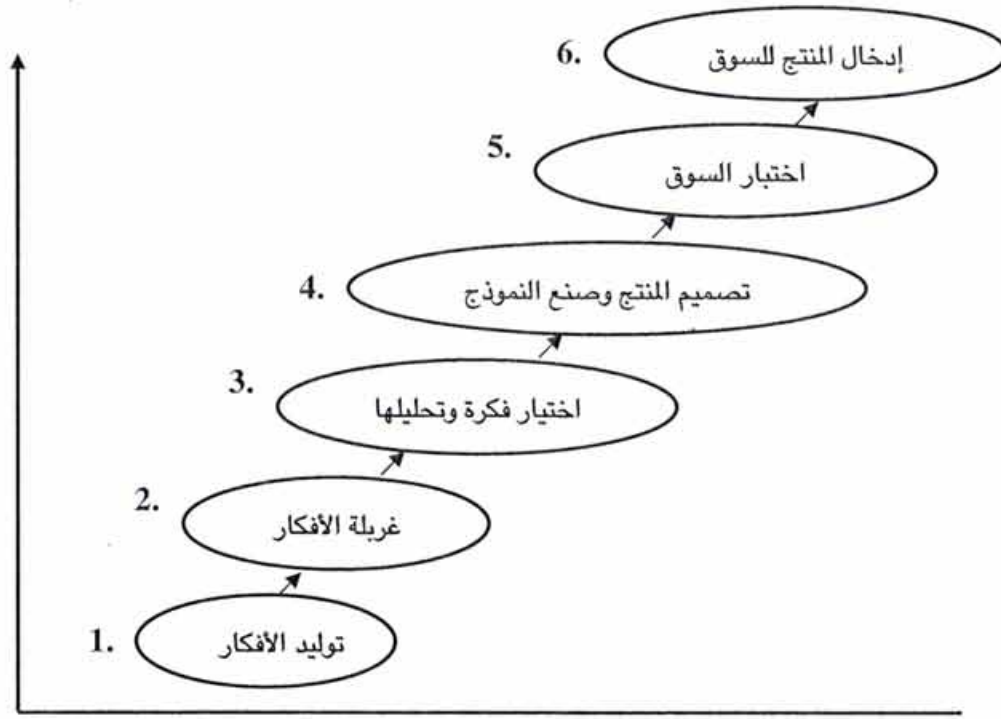 6. إدخال المنتج للسوق
5. اختبار السوق
4. تصميم المنتج وصنع النموذج
3. اختيار فكرة وتحليلها
2. غربلة الأفكار
1. توليد الأفكار